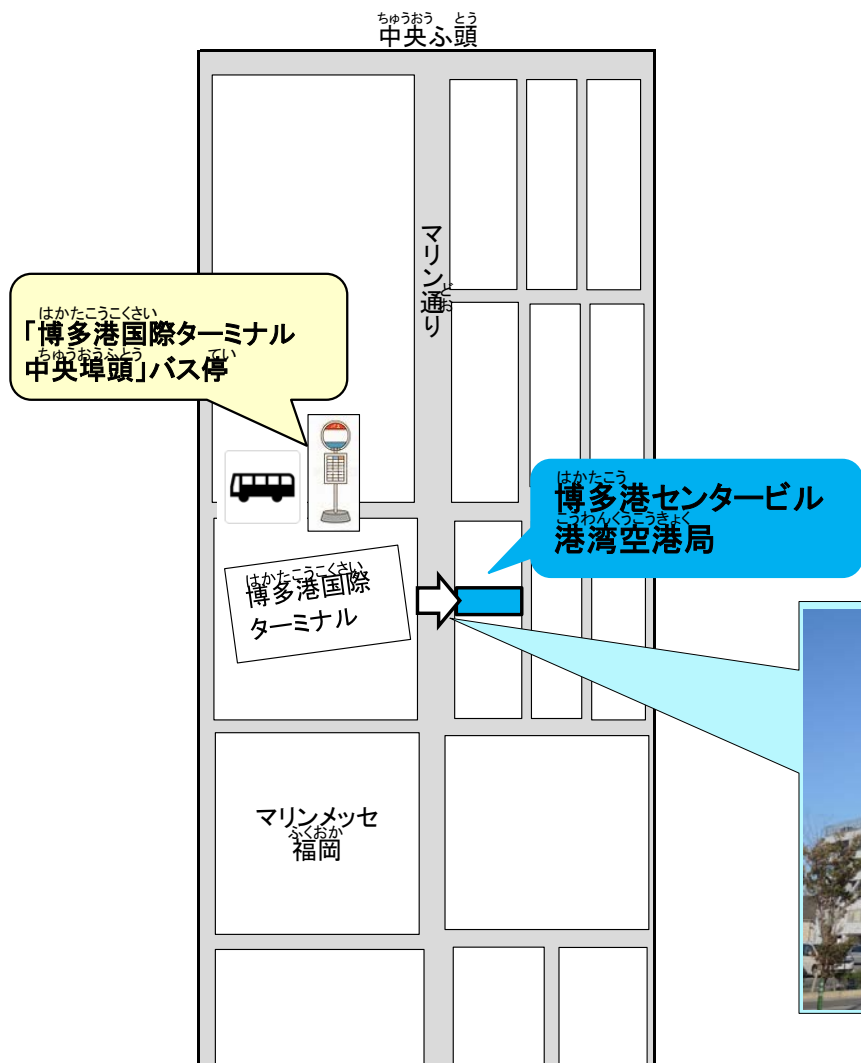 ちゅうおう とう
中央ふ頭
マリン通り
どお
はかたこうこくさい
「博多港国際ターミナル
ちゅうおうふとう てい
中央埠頭」バス停
はかたこう
博多港センタービル
こうわんくうこうきょく
港湾空港局
はかたこうこくさい
博多港国際
ターミナル
マリンメッセ
ふくおか
福岡